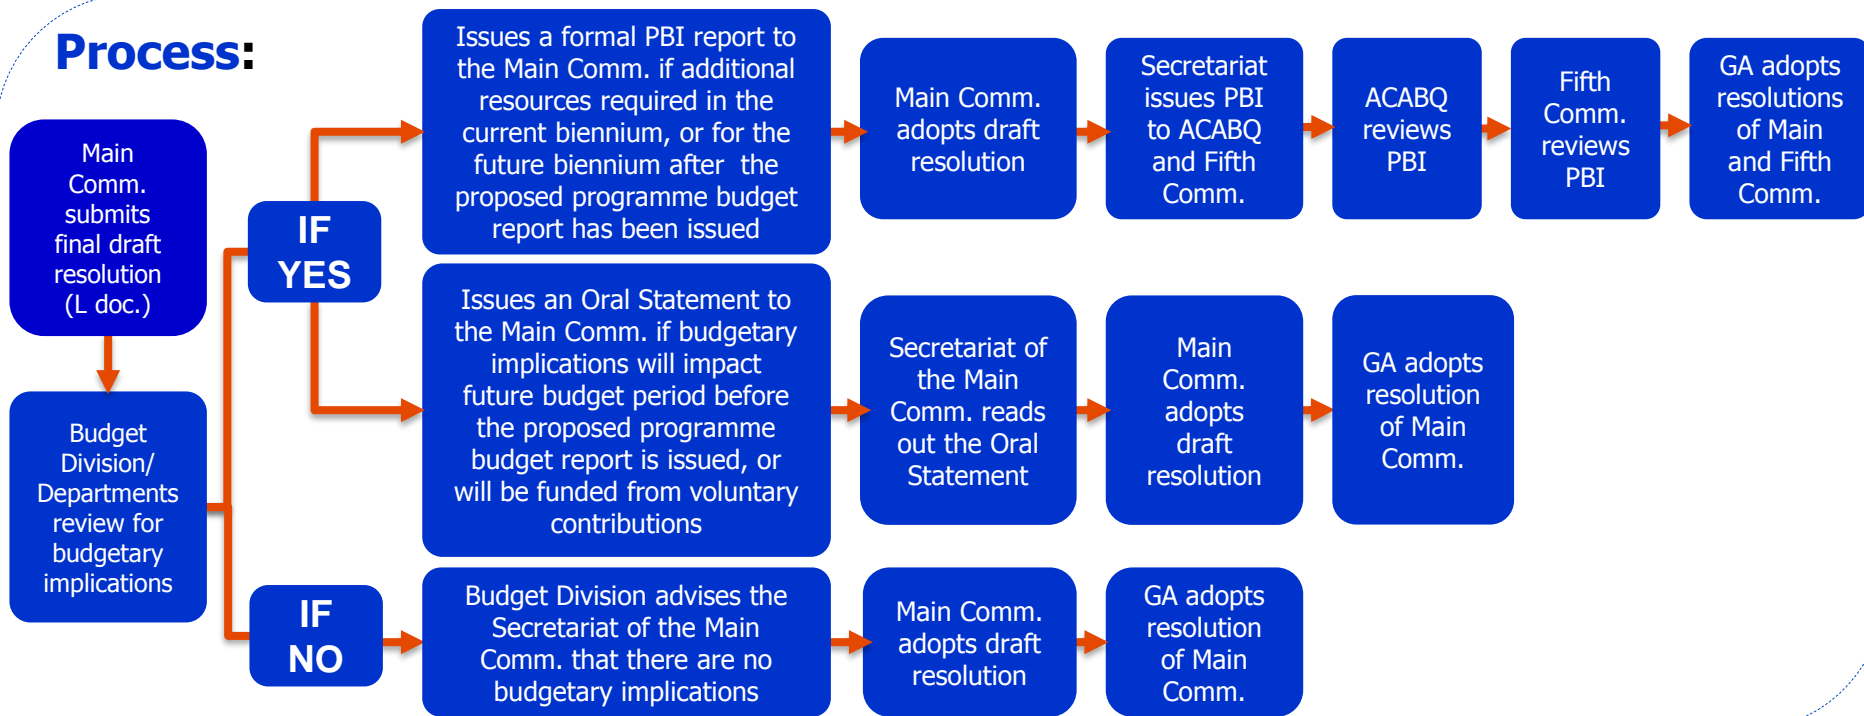 Process:
Main
Comm.
submits
final draft
resolution
(L doc.)
Budget
Division/
Departments
review for
budgetary
implications
IF
YES
Issues a formal PBI report to
the Main Comm. if additional
resources required in the
current biennium, or for the
future biennium after the
proposed programme budget
report has been issued
Main Comm.
adopts draft
resolution
Secretariat
issues PBI
to ACABQ
and Fifth
Comm.
ACABQ
reviews
PBI
Fifth
Comm.
reviews
PBI
GA adopts
resolutions
of Main
and Fifth
Comm.
Issues an Oral Statement to
the Main Comm. if budgetary
implications will impact
future budget period before
the proposed programme
budget report is issued, or
will be funded from voluntary
contributions
Secretariat of
the Main
Comm. reads
out the Oral
Statement
Main
Comm.
adopts
draft
resolution
GA adopts
resolution
of Main
Comm.
IF
NO
Budget Division advises the
Secretariat of the Main
Comm. that there are no
budgetary implications
Main Comm.
adopts draft
resolution
GA adopts
resolution
of Main
Comm.